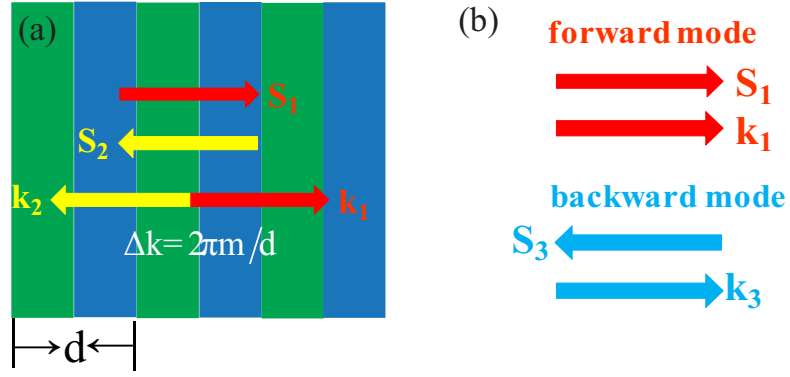 (a)
S₁
S₂
k₂
k₁
Δk=2πm/d
d
(b)
forward mode
S₁
k₁
backward mode
S₃
k₃